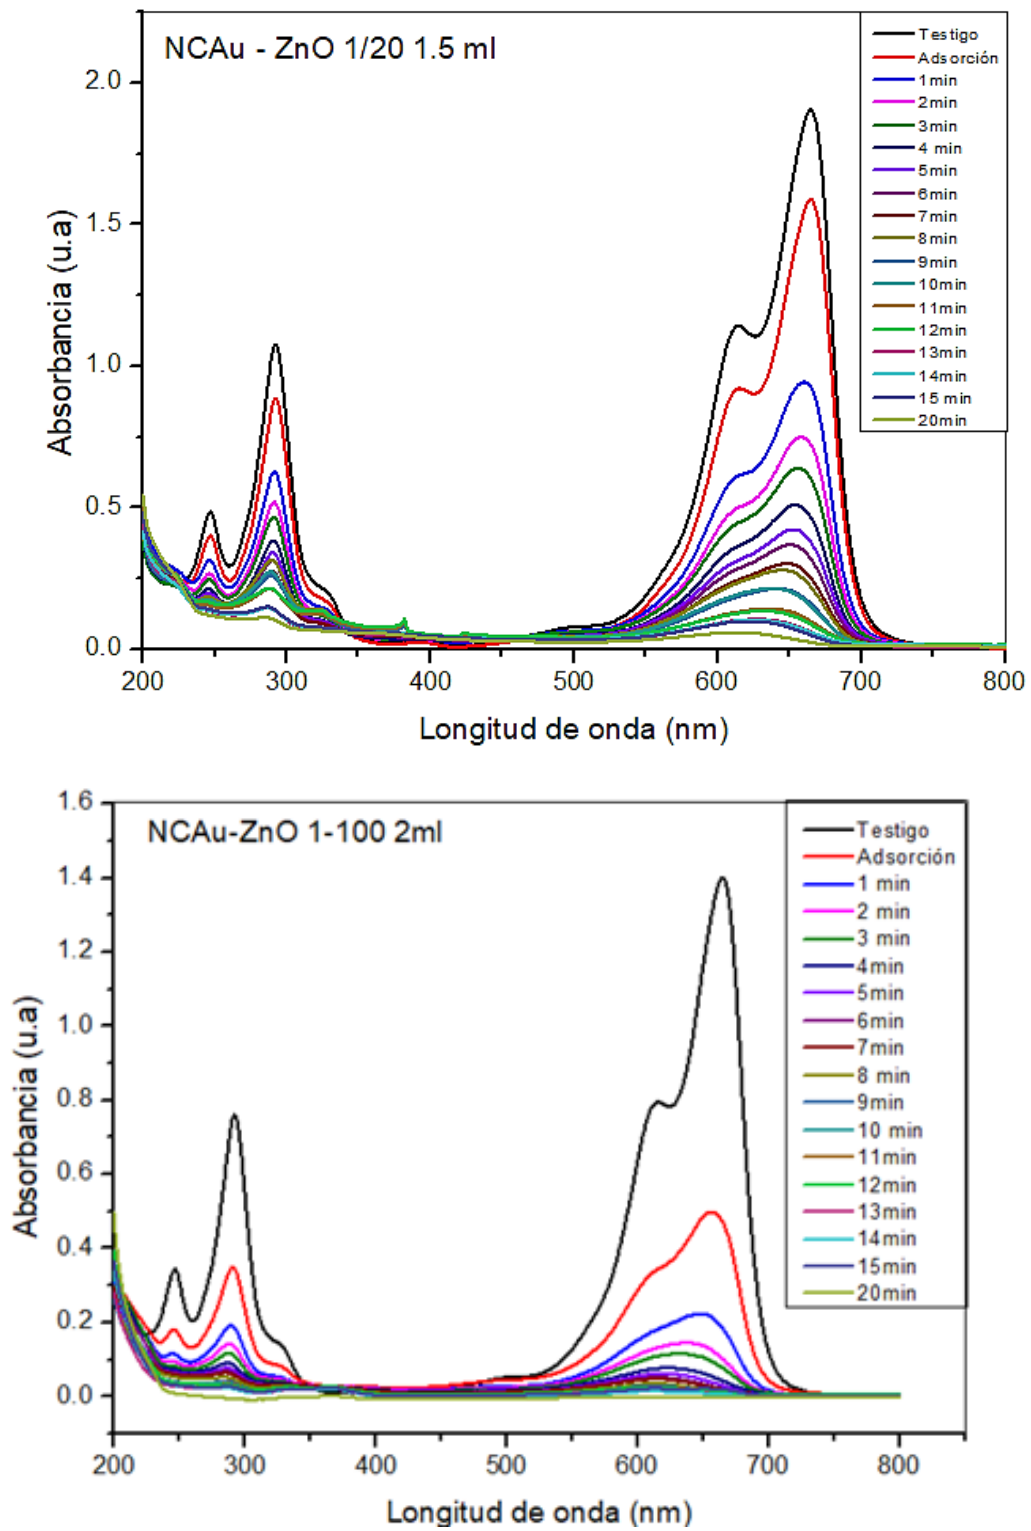 NCAu - ZnO 1/20 1.5 ml
Testigo
Adsorción
1min
2min
3min
4 min
5min
6min
7min
8min
9min
10min
11min
12min
13min
14min
15 min
20min
2.0
1.5
1.0
0.5
0.0
Absorbancia (u.a)
200 300 400 500 600 700 800
Longitud de onda (nm)
NCAu-ZnO 1-100 2ml
Testigo
Adsorción
1 min
2 min
3 min
4min
5min
6min
7min
8 min
9min
10 min
11min
12min
13min
14min
15min
20min
1.6
1.4
1.2
1.0
0.8
0.6
0.4
0.2
0.0
Absorbancia (u.a)
200 300 400 500 600 700 800
Longitud de onda (nm)